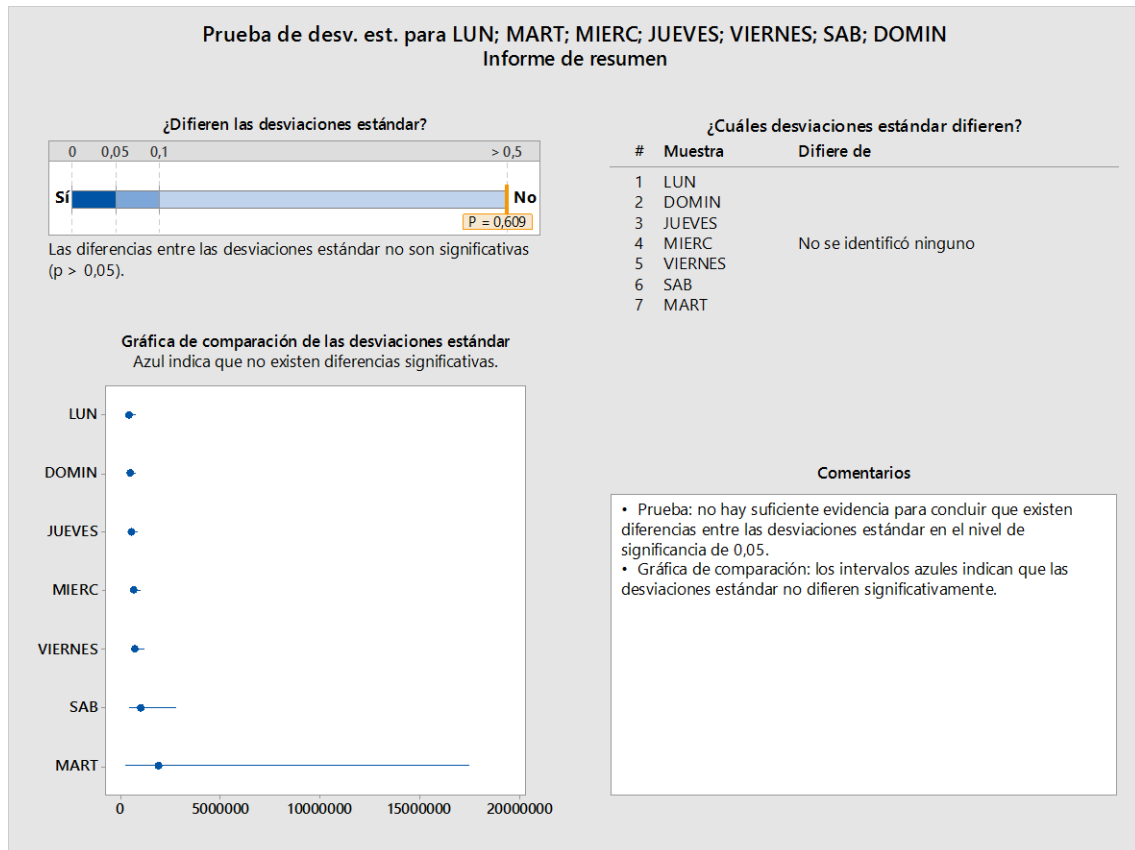 Prueba de desv. est. para LUN; MART; MIERC; JUEVES; VIERNES; SAB; DOMIN
Informe de resumen
¿Difieren las desviaciones estándar?
0 0,05 0,1 > 0,5
Sí No
P = 0,609
Las diferencias entre las desviaciones estándar no son significativas
(p > 0,05).
¿Cuáles desviaciones estándar difieren?
# Muestra Difiere de
1 LUN
2 DOMIN
3 JUEVES
4 MIERC No se identificó ninguno
5 VIERNES
6 SAB
7 MART
Gráfica de comparación de las desviaciones estándar
Azul indica que no existen diferencias significativas.
LUN
DOMIN
JUEVES
MIERC
VIERNES
SAB
MART
0 5000000 10000000 15000000 20000000
Comentarios
• Prueba: no hay suficiente evidencia para concluir que existen
diferencias entre las desviaciones estándar en el nivel de
significancia de 0,05.
• Gráfica de comparación: los intervalos azules indican que las
desviaciones estándar no difieren significativamente.